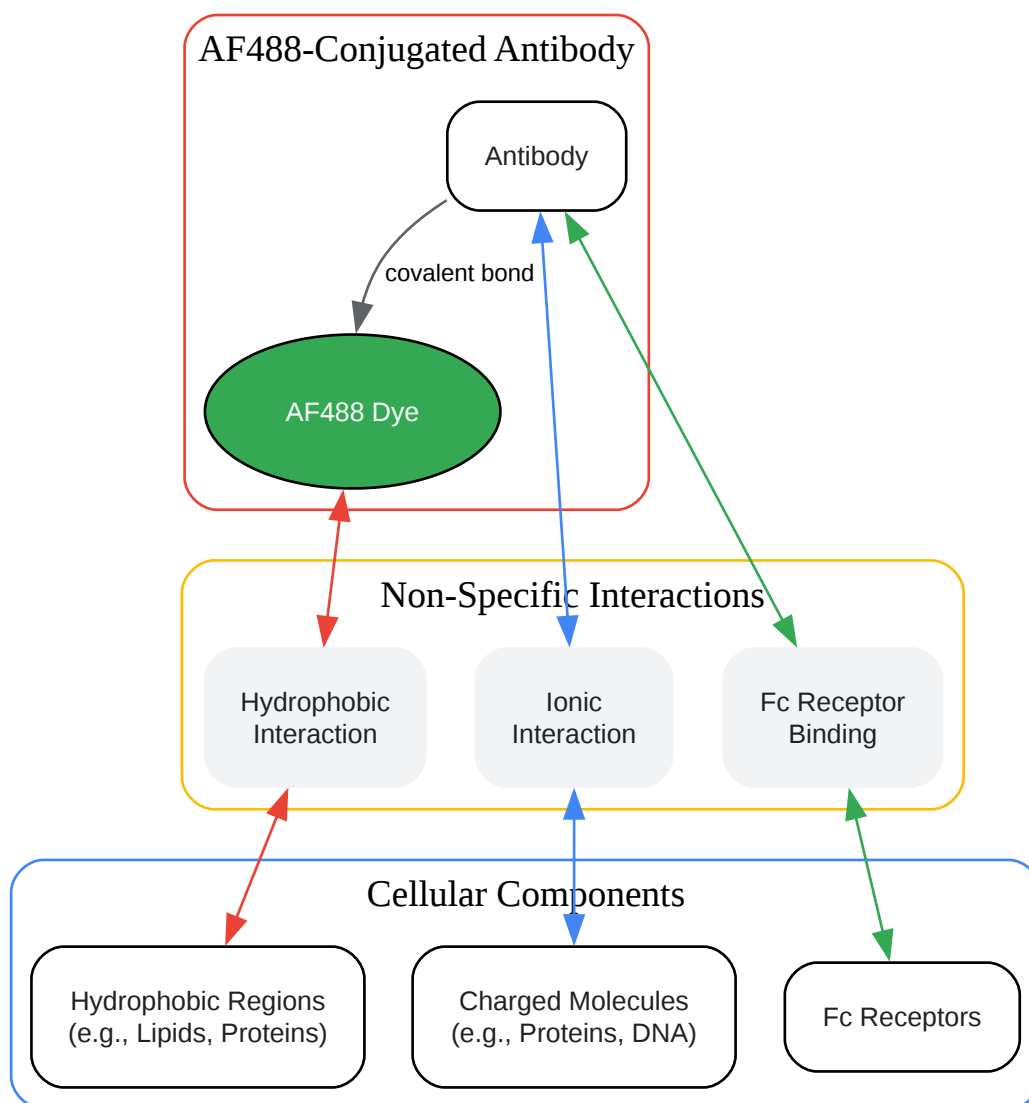 AF488-Conjugated Antibody
Antibody
covalent bond
AF488 Dye
Non-Specific Interactions
Hydrophobic
Interaction
Ionic
Interaction
Fc Receptor
Binding
Cellular Components
Hydrophobic Regions
(e.g., Lipids, Proteins)
Charged Molecules
(e.g., Proteins, DNA)
Fc Receptors